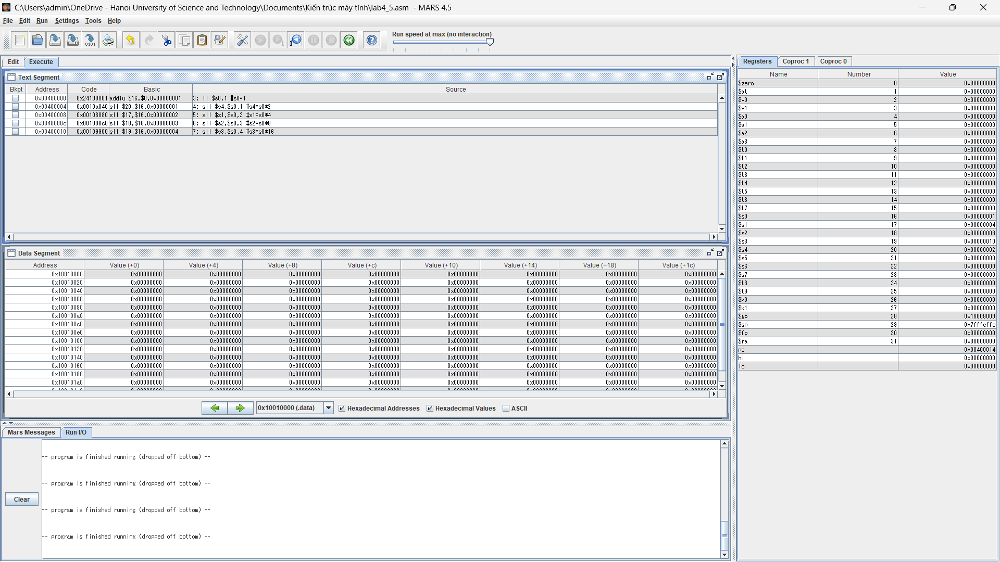 C:\Users\admin\OneDrive - Hanoi University of Science and Technology\Documents\Kiến trúc máy tính\lab4_5.asm - MARS 4.5
File Edit Run Settings Tools Help
Run speed at max (no interaction)
Edit Execute
Text Segment
Bkpt Address Code Basic Source
0x00400000 0x24100001 addiu $16,$0,0x00000001 3: li $s0,1 #s0=1
0x00400004 0x0010a040 sll $20,$16,0x00000001 4: sll $s4,$s0,1 #s4=s0*2
0x00400008 0x00108880 sll $17,$16,0x00000002 5: sll $s1,$s0,2 #s1=s0*4
0x0040000c 0x001090c0 sll $18,$16,0x00000003 6: sll $s2,$s0,3 #s2=s0*8
0x00400010 0x00109900 sll $19,$16,0x00000004 7: sll $s3,$s0,4 #s3=s0*16
Data Segment
Address Value (+0) Value (+4) Value (+8) Value (+c) Value (+10) Value (+14) Value (+18) Value (+1c)
0x10010000 0x00000000 0x00000000 0x00000000 0x00000000 0x00000000 0x00000000 0x00000000 0x00000000
0x10010020 0x00000000 0x00000000 0x00000000 0x00000000 0x00000000 0x00000000 0x00000000 0x00000000
0x10010040 0x00000000 0x00000000 0x00000000 0x00000000 0x00000000 0x00000000 0x00000000 0x00000000
0x10010060 0x00000000 0x00000000 0x00000000 0x00000000 0x00000000 0x00000000 0x00000000 0x00000000
0x10010080 0x00000000 0x00000000 0x00000000 0x00000000 0x00000000 0x00000000 0x00000000 0x00000000
0x100100a0 0x00000000 0x00000000 0x00000000 0x00000000 0x00000000 0x00000000 0x00000000 0x00000000
0x100100c0 0x00000000 0x00000000 0x00000000 0x00000000 0x00000000 0x00000000 0x00000000 0x00000000
0x100100e0 0x00000000 0x00000000 0x00000000 0x00000000 0x00000000 0x00000000 0x00000000 0x00000000
0x10010100 0x00000000 0x00000000 0x00000000 0x00000000 0x00000000 0x00000000 0x00000000 0x00000000
0x10010120 0x00000000 0x00000000 0x00000000 0x00000000 0x00000000 0x00000000 0x00000000 0x00000000
0x10010140 0x00000000 0x00000000 0x00000000 0x00000000 0x00000000 0x00000000 0x00000000 0x00000000
0x10010160 0x00000000 0x00000000 0x00000000 0x00000000 0x00000000 0x00000000 0x00000000 0x00000000
0x10010180 0x00000000 0x00000000 0x00000000 0x00000000 0x00000000 0x00000000 0x00000000 0x00000000
0x100101a0 0x00000000 0x00000000 0x00000000 0x00000000 0x00000000 0x00000000 0x00000000 0x00000000
0x10010000 (.data) Hexadecimal Addresses Hexadecimal Values ASCII
Mars Messages Run I/O
-- program is finished running (dropped off bottom) --
-- program is finished running (dropped off bottom) --
Clear
-- program is finished running (dropped off bottom) --
-- program is finished running (dropped off bottom) --
Registers Coproc 1 Coproc 0
Name Number Value
$zero 0 0x00000000
$at 1 0x00000000
$v0 2 0x00000000
$v1 3 0x00000000
$a0 4 0x00000000
$a1 5 0x00000000
$a2 6 0x00000000
$a3 7 0x00000000
$t0 8 0x00000000
$t1 9 0x00000000
$t2 10 0x00000000
$t3 11 0x00000000
$t4 12 0x00000000
$t5 13 0x00000000
$t6 14 0x00000000
$t7 15 0x00000000
$s0 16 0x00000001
$s1 17 0x00000004
$s2 18 0x00000008
$s3 19 0x00000010
$s4 20 0x00000002
$s5 21 0x00000000
$s6 22 0x00000000
$s7 23 0x00000000
$t8 24 0x00000000
$t9 25 0x00000000
$k0 26 0x00000000
$k1 27 0x00000000
$gp 28 0x10008000
$sp 29 0x7fffeffc
$fp 30 0x00000000
$ra 31 0x00000000
pc 0x00400014
hi 0x00000000
lo 0x00000000